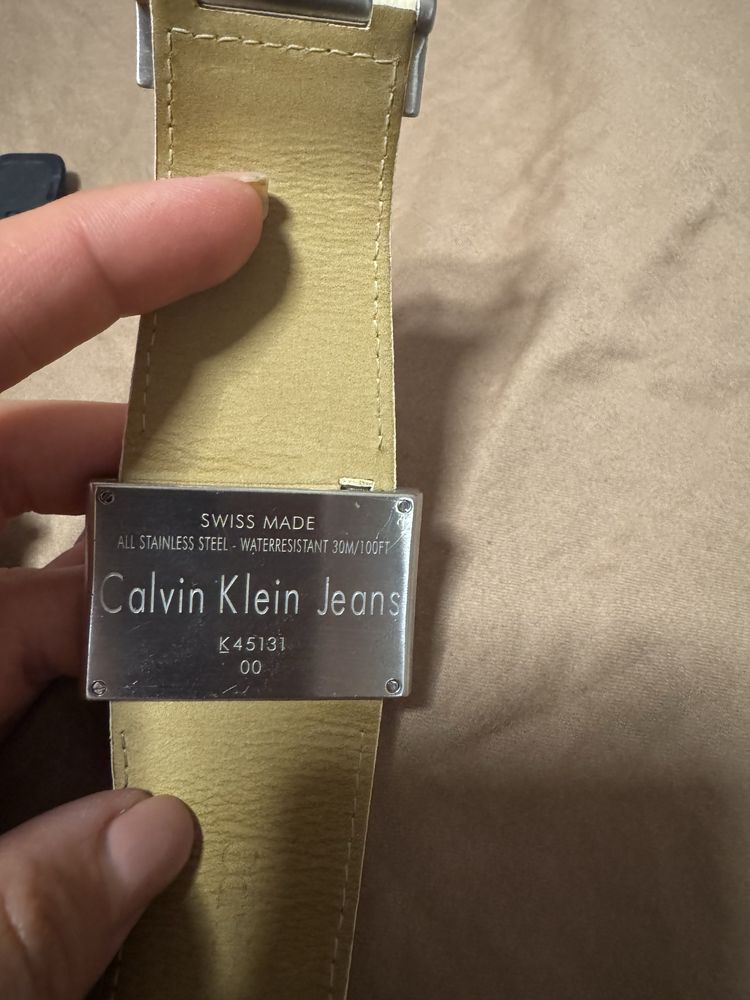 SWISS MADE
ALL STAINLESS STEEL - WATERRESISTANT 30M/100FT
Calvin Klein Jeans
K45131
00